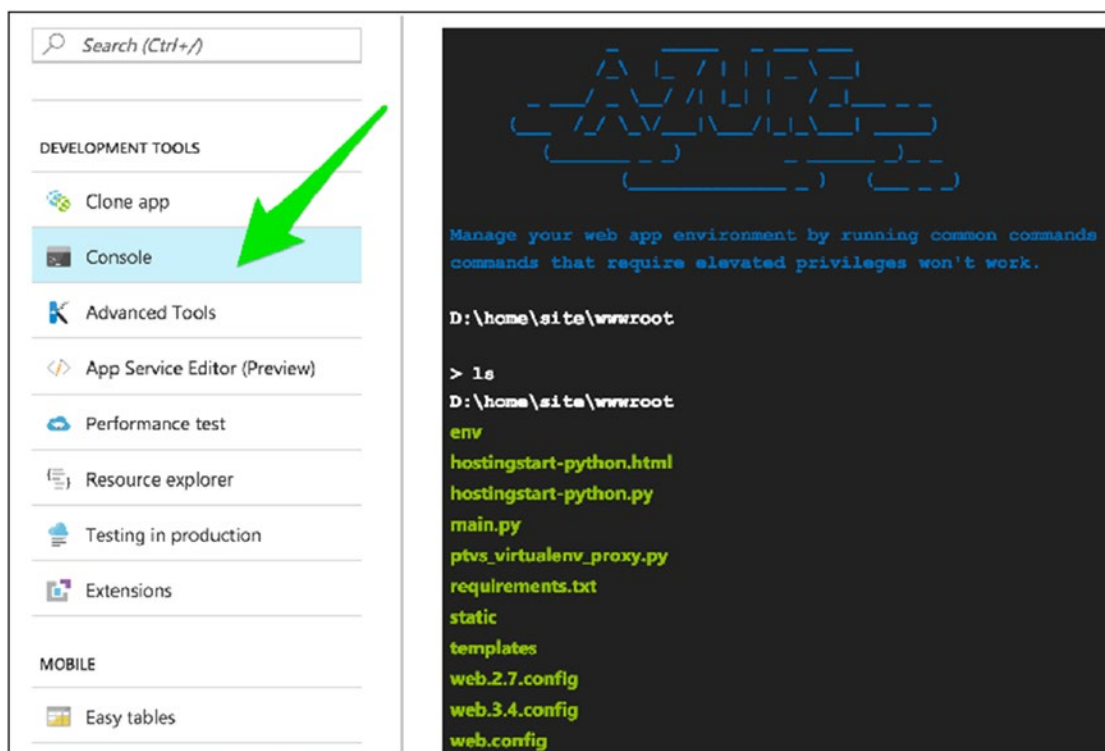 Search (Ctrl+/)
DEVELOPMENT TOOLS
Clone app
Console
Advanced Tools
App Service Editor (Preview)
Performance test
Resource explorer
Testing in production
Extensions
MOBILE
Easy tables
AZURE
Manage your web app environment by running common commands
commands that require elevated privileges won't work.
D:\home\site\wwwroot
> ls
D:\home\site\wwwroot
env
hostingstart-python.html
hostingstart-python.py
main.py
ptvs_virtualenv_proxy.py
requirements.txt
static
templates
web.2.7.config
web.3.4.config
web.config